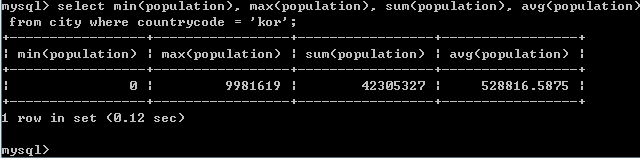 mysql> select min(population), max(population), sum(population), avg(population)
 from city where countrycode = 'kor';
+-----------------+-----------------+-----------------+-----------------+
| min(population) | max(population) | sum(population) | avg(population) |
+-----------------+-----------------+-----------------+-----------------+
|               0 |         9981619 |        42305327 |     528816.5875 |
+-----------------+-----------------+-----------------+-----------------+
1 row in set (0.12 sec)
mysql>